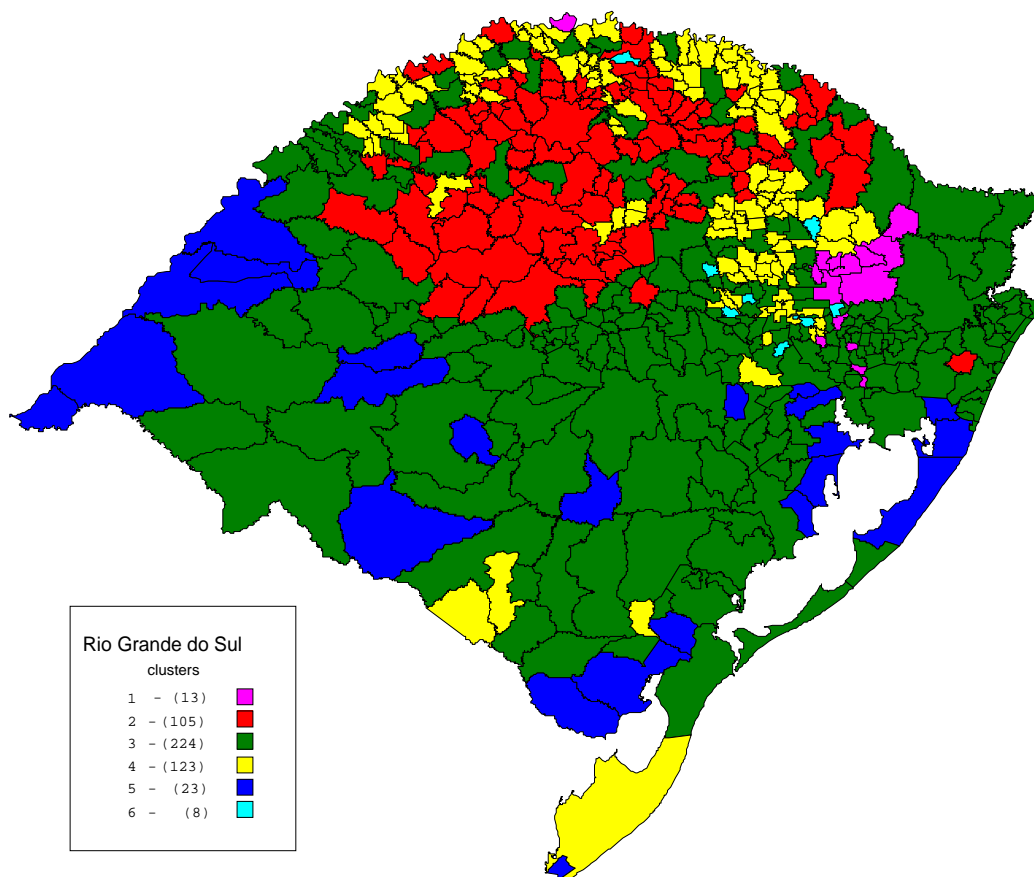 Rio Grande do Sul
clusters
1 - (13)
2 - (105)
3 - (224)
4 - (123)
5 - (23)
6 - (8)